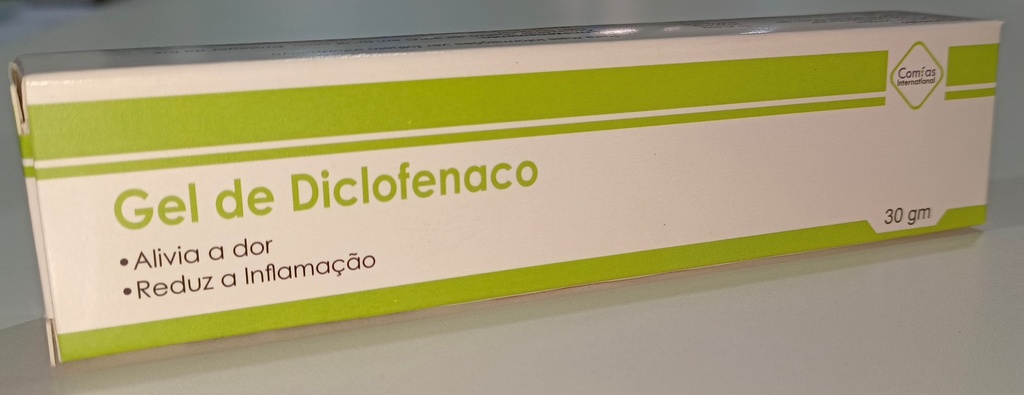 Comfas
International
Gel de Diclofenaco
30 gm
•Alivia a dor
•Reduz a Inflamação